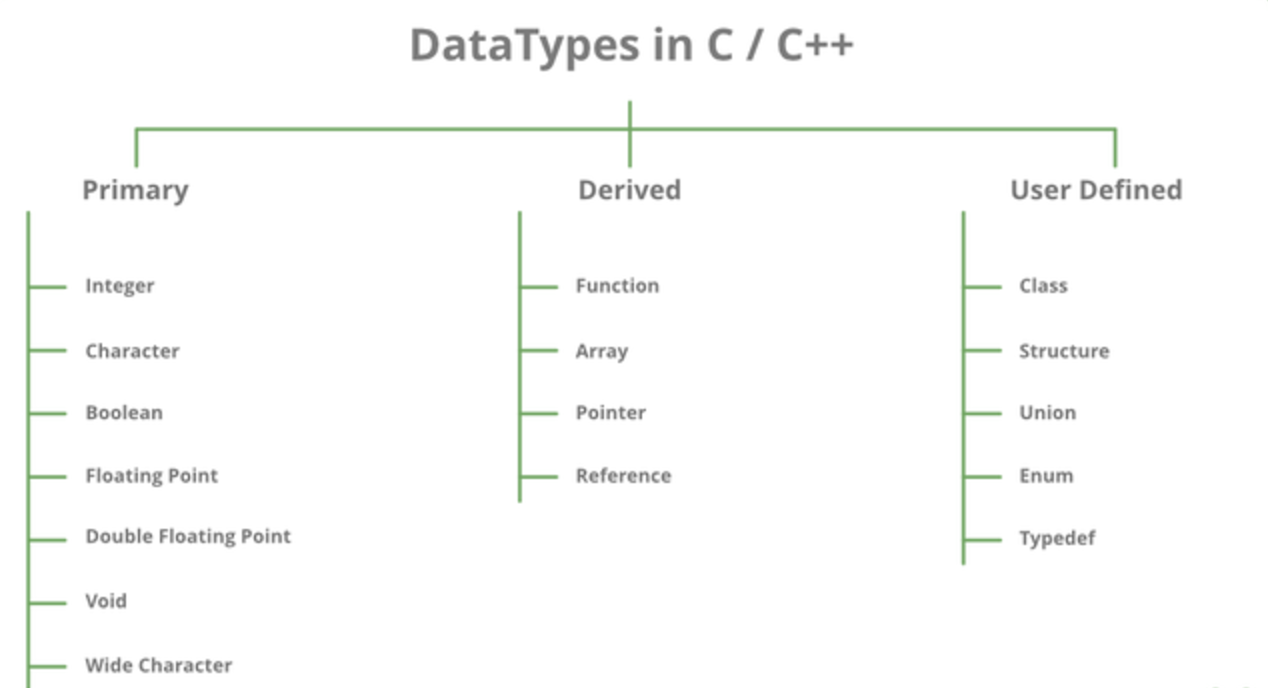 DataTypes in C / C++
Primary
Derived
User Defined
Integer
Character
Boolean
Floating Point
Double Floating Point
Void
Wide Character
Function
Array
Pointer
Reference
Class
Structure
Union
Enum
Typedef